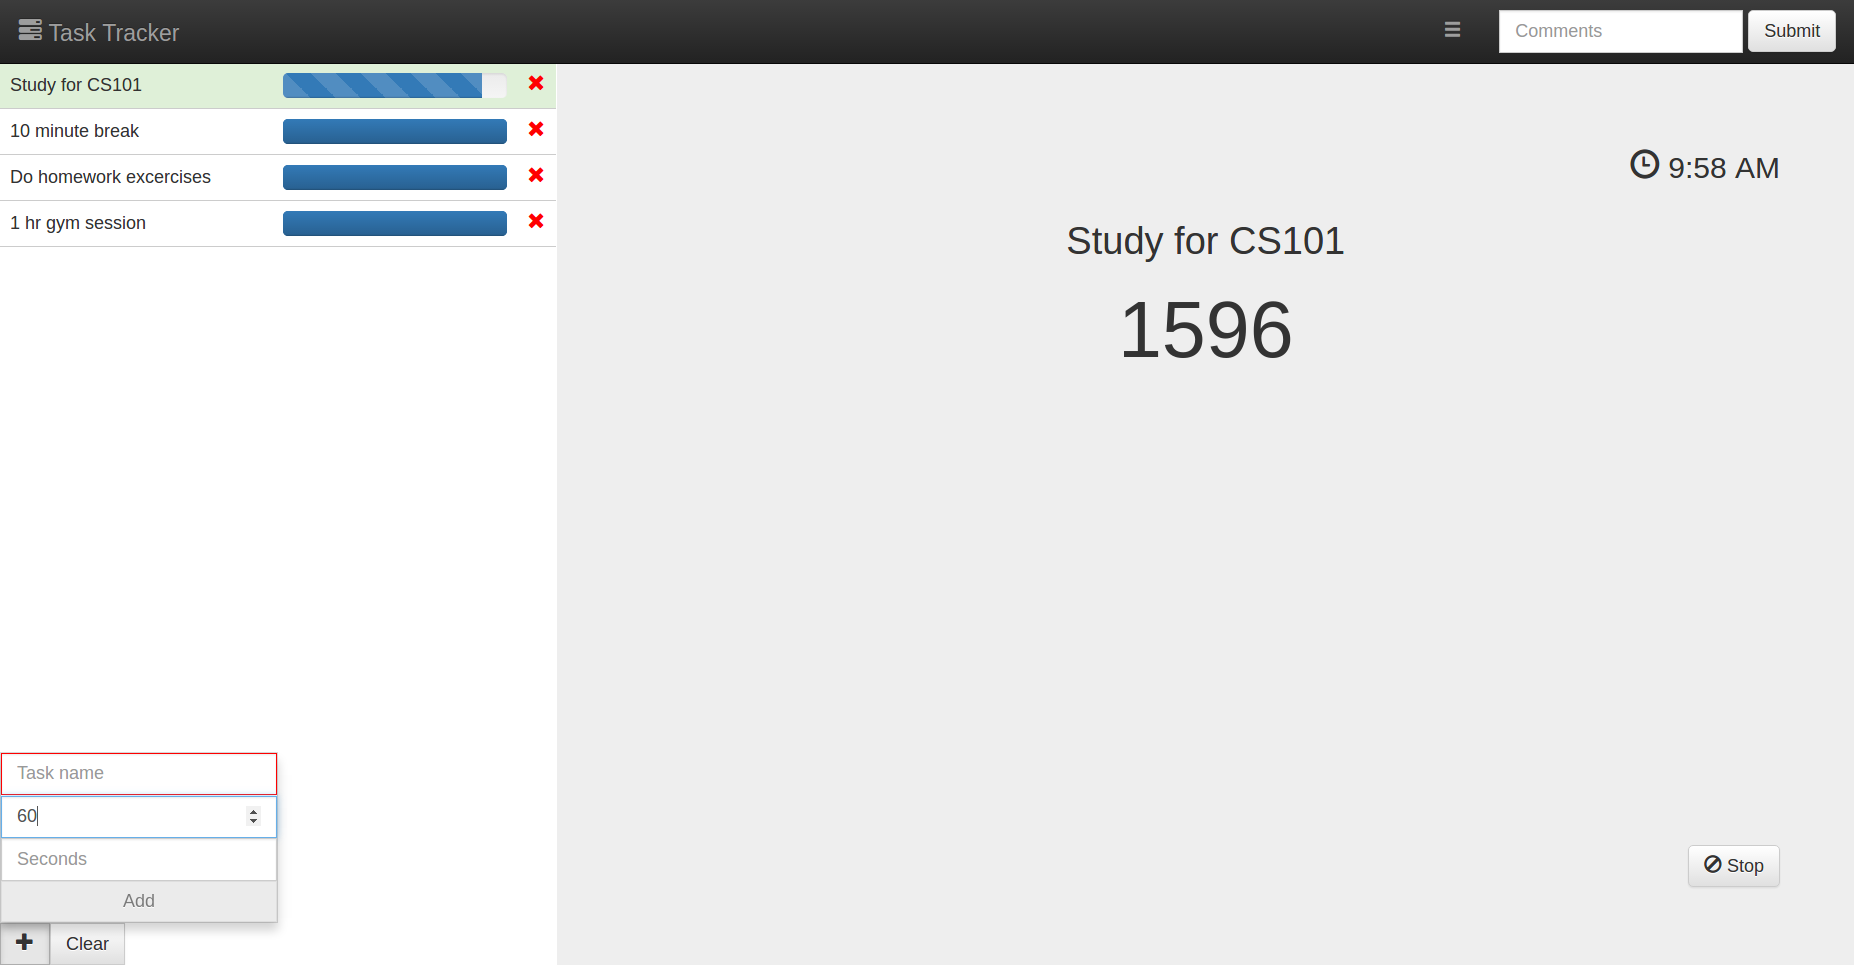 Task Tracker
Comments
Submit
Study for CS101
10 minute break
Do homework excercises
1 hr gym session
9:58 AM
Study for CS101
1596
Task name
60
Seconds
Add
Clear
Stop